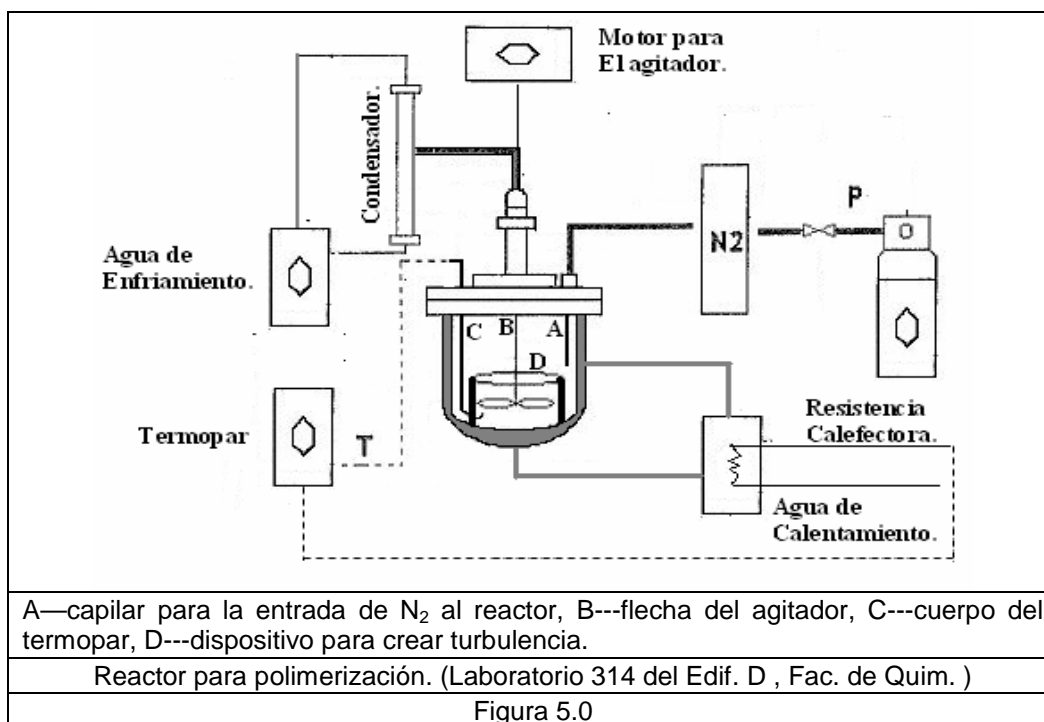 Motor para
El agitador.
Condensador.
P
N2
O
Agua de
Enfriamiento.
C
B
A
D
C
Termopar
T
Resistencia
Calefectora.
Agua de
Calentamiento.
A—capilar para la entrada de N₂ al reactor, B---flecha del agitador, C---cuerpo del
termopar, D---dispositivo para crear turbulencia.
Reactor para polimerización. (Laboratorio 314 del Edif. D , Fac. de Quim. )
Figura 5.0